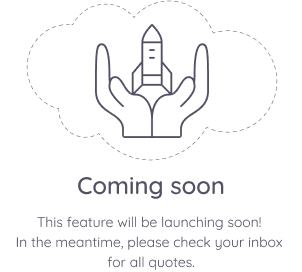 Coming soon
This feature will be launching soon!
In the meantime, please check your inbox
for all quotes.